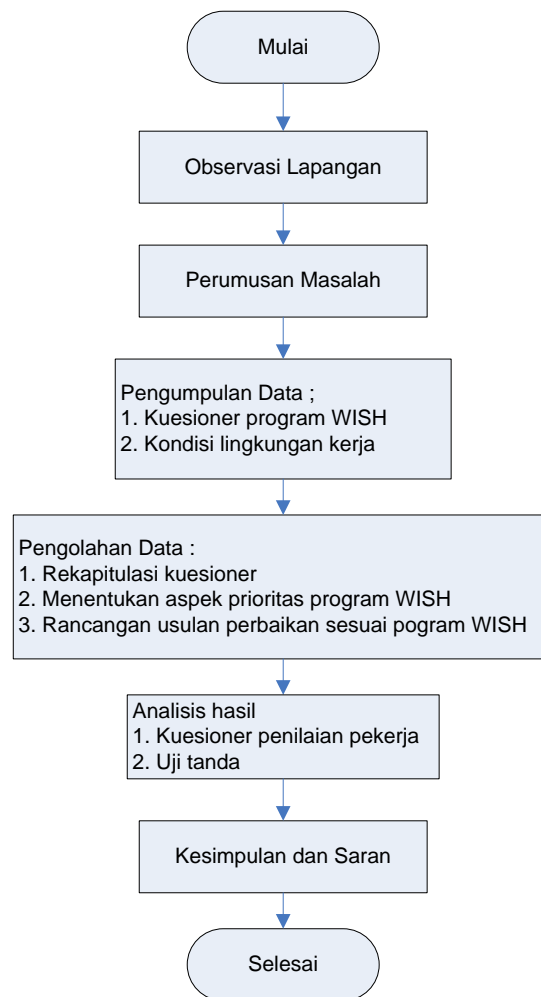 Mulai
Observasi Lapangan
Perumusan Masalah
Pengumpulan Data ;
1. Kuesioner program WISH
2. Kondisi lingkungan kerja
Pengolahan Data :
1. Rekapitulasi kuesioner
2. Menentukan aspek prioritas program WISH
3. Rancangan usulan perbaikan sesuai pogram WISH
Analisis hasil
1. Kuesioner penilaian pekerja
2. Uji tanda
Kesimpulan dan Saran
Selesai